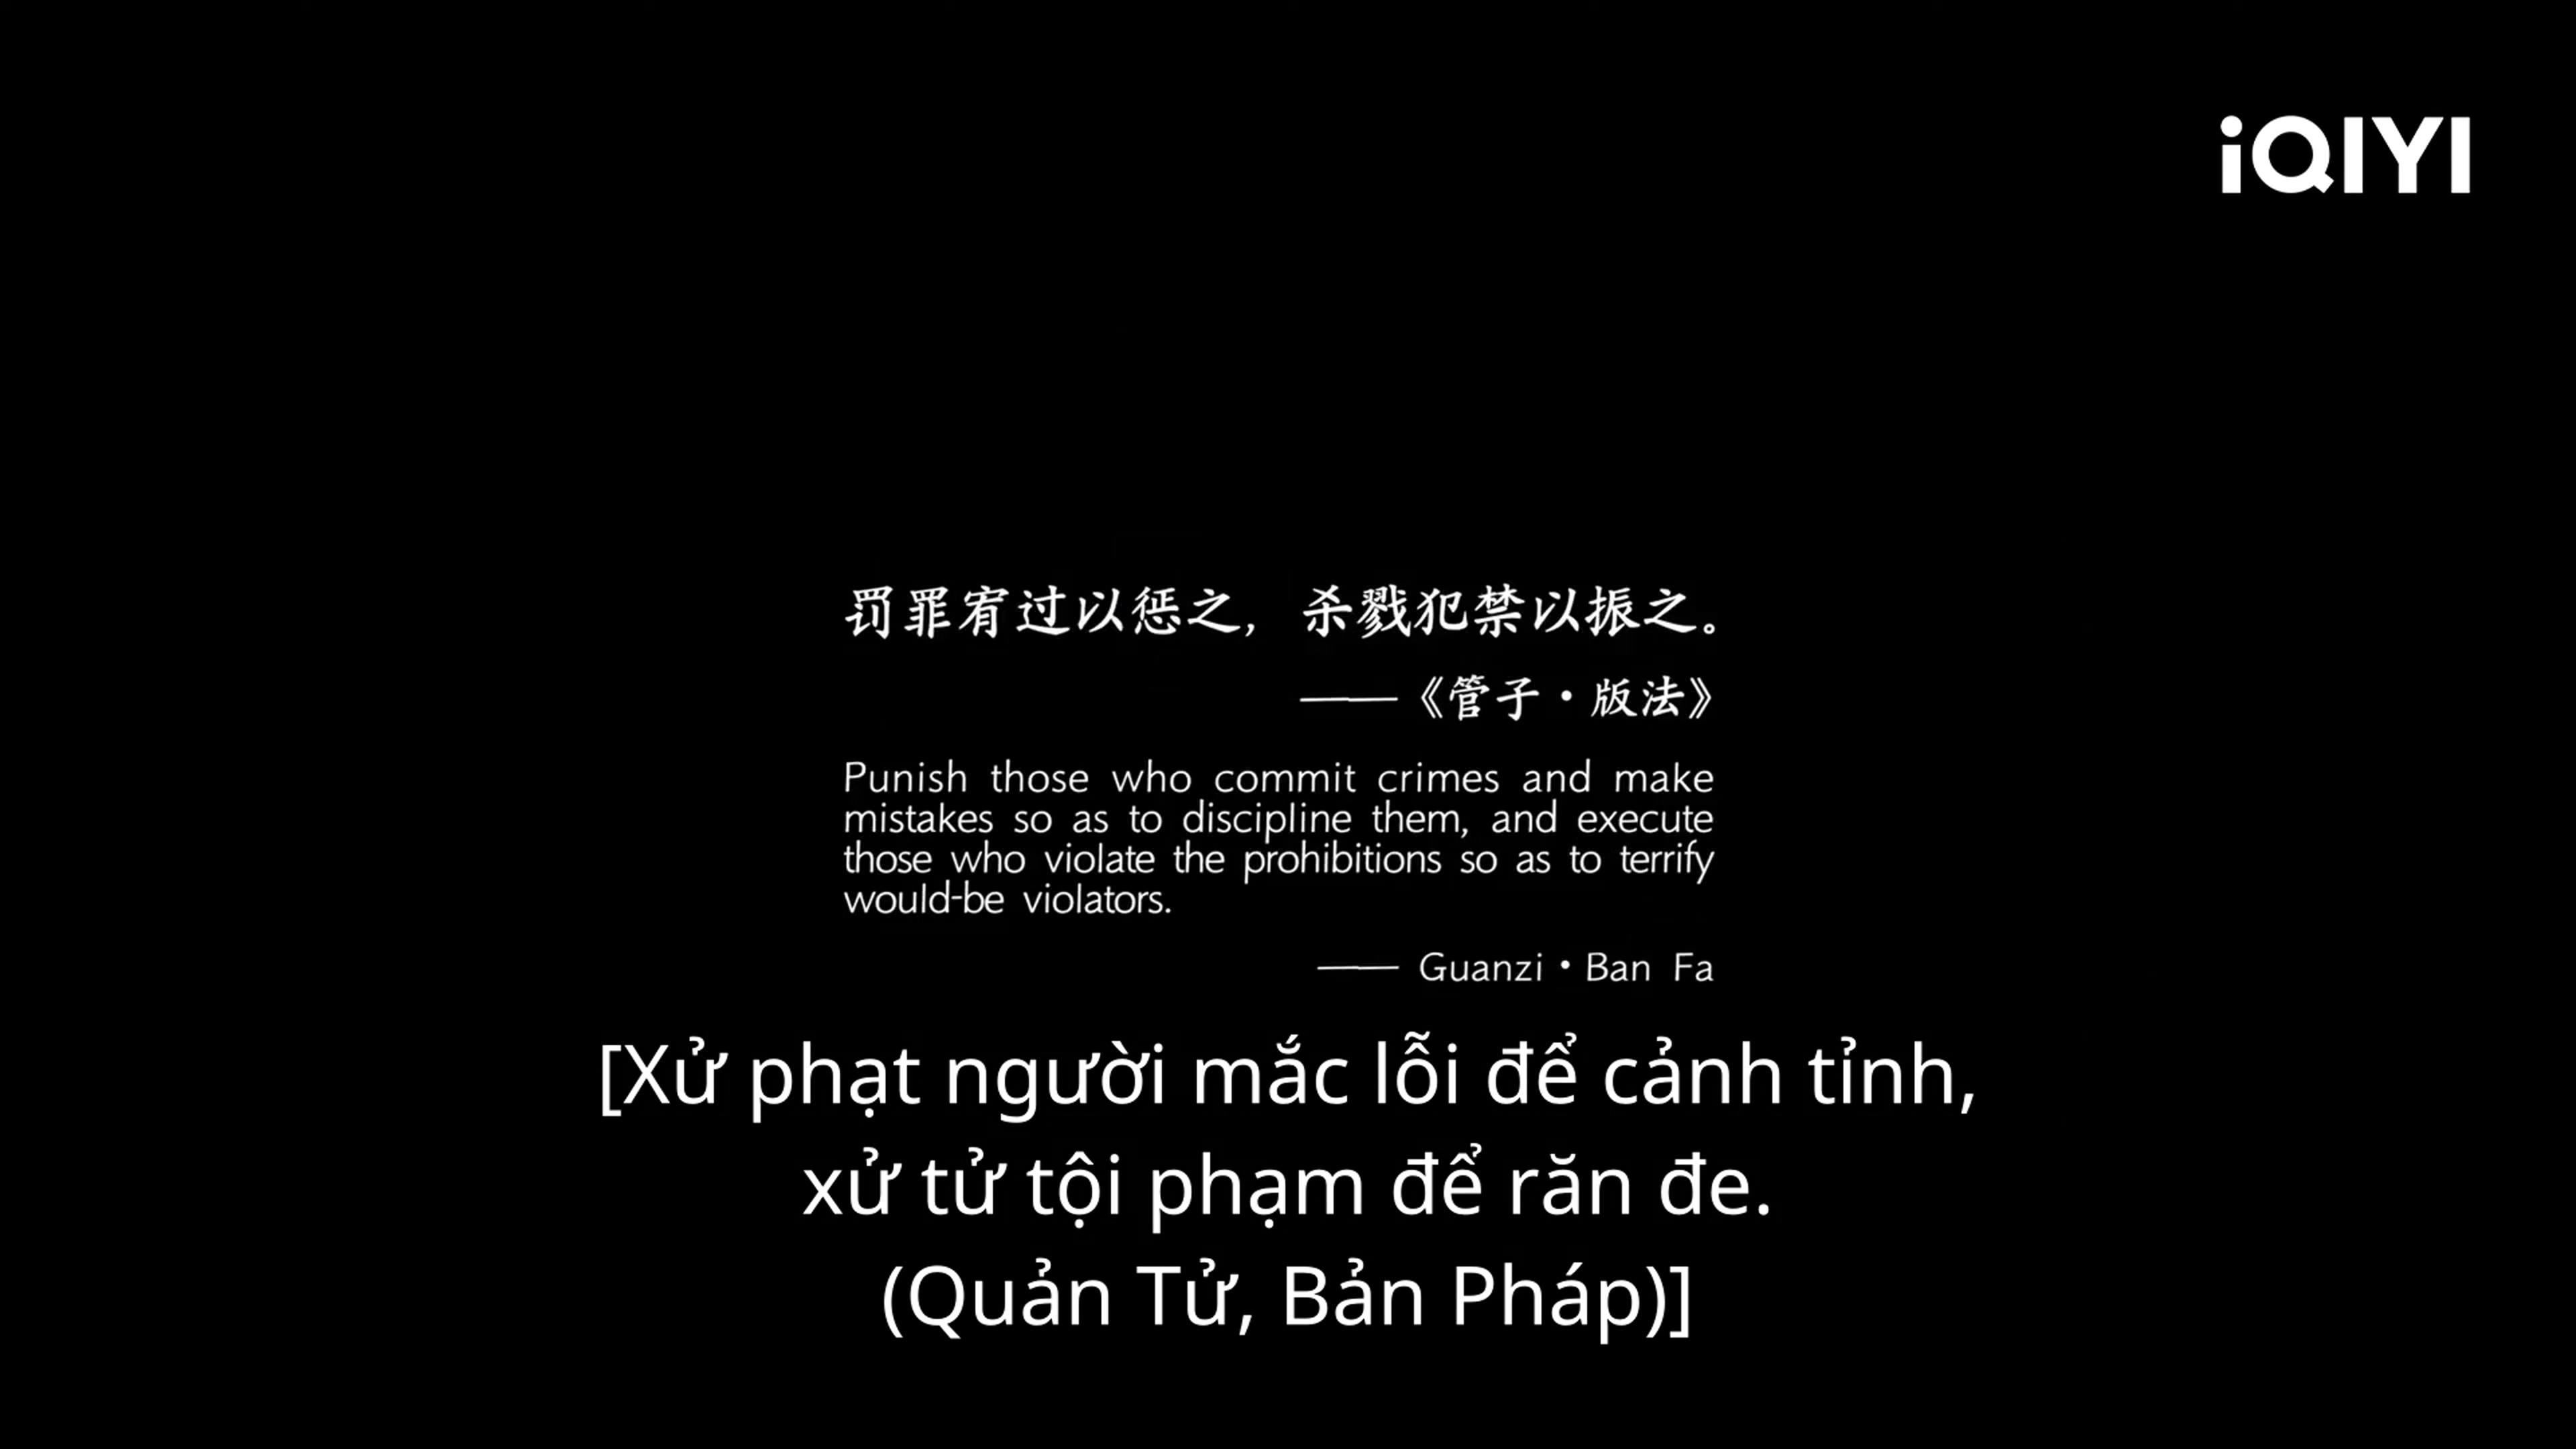 iQIYI
罚罪宥过以惩之，杀戮犯禁以振之。
——《管子·版法》
Punish those who commit crimes and make
mistakes so as to discipline them, and execute
those who violate the prohibitions so as to terrify
would-be violators.
—— Guanzi·Ban Fa
[Xử phạt người mắc lỗi để cảnh tỉnh,
xử tử tội phạm để răn đe.
(Quản Tử, Bản Pháp)]